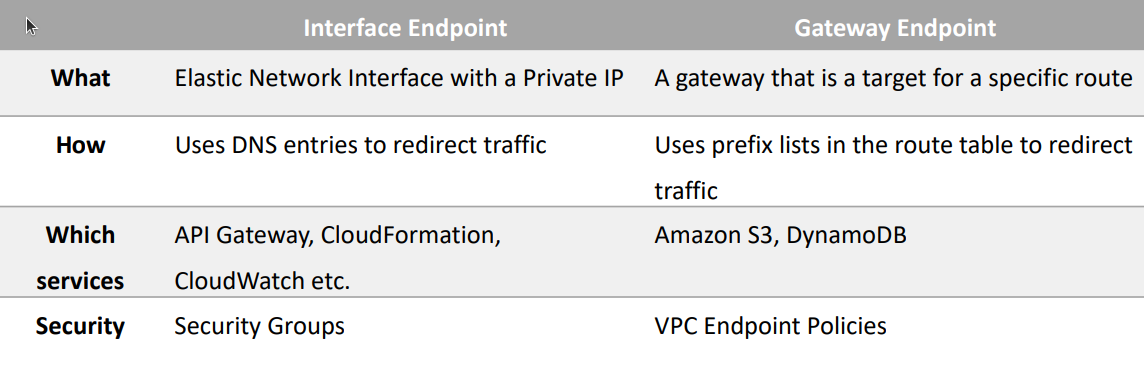 Interface Endpoint Gateway Endpoint
What Elastic Network Interface with a Private IP A gateway that is a target for a specific route
How Uses DNS entries to redirect traffic Uses prefix lists in the route table to redirect
traffic
Which API Gateway, CloudFormation, Amazon S3, DynamoDB
services CloudWatch etc.
Security Security Groups VPC Endpoint Policies